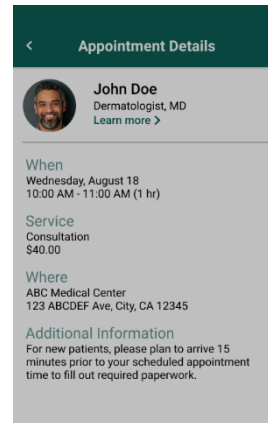 Appointment Details
John Doe
Dermatologist, MD
Learn more >
When
Wednesday, August 18
10:00 AM - 11:00 AM (1 hr)
Service
Consultation
$40.00
Where
ABC Medical Center
123 ABCDEF Ave, City, CA 12345
Additional Information
For new patients, please plan to arrive 15
minutes prior to your scheduled appointment
time to fill out required paperwork.